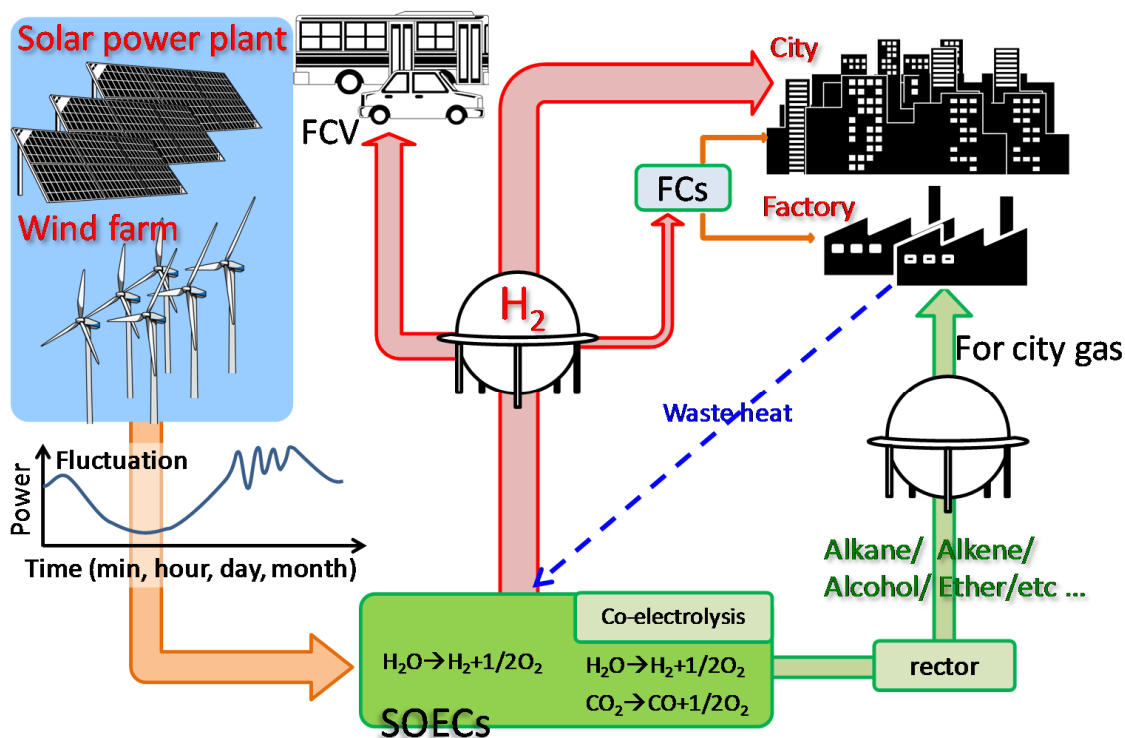 Solar power plant
Wind farm
FCV
City
FCs
Factory
H₂
For city gas
Waste heat
Fluctuation
Power
Time (min, hour, day, month)
Alkane/ Alkene/
Alcohol/ Ether/etc ...
Co-electrolysis
H₂O→H₂+1/2O₂
H₂O→H₂+1/2O₂
CO₂→CO+1/2O₂
SOECs
rector